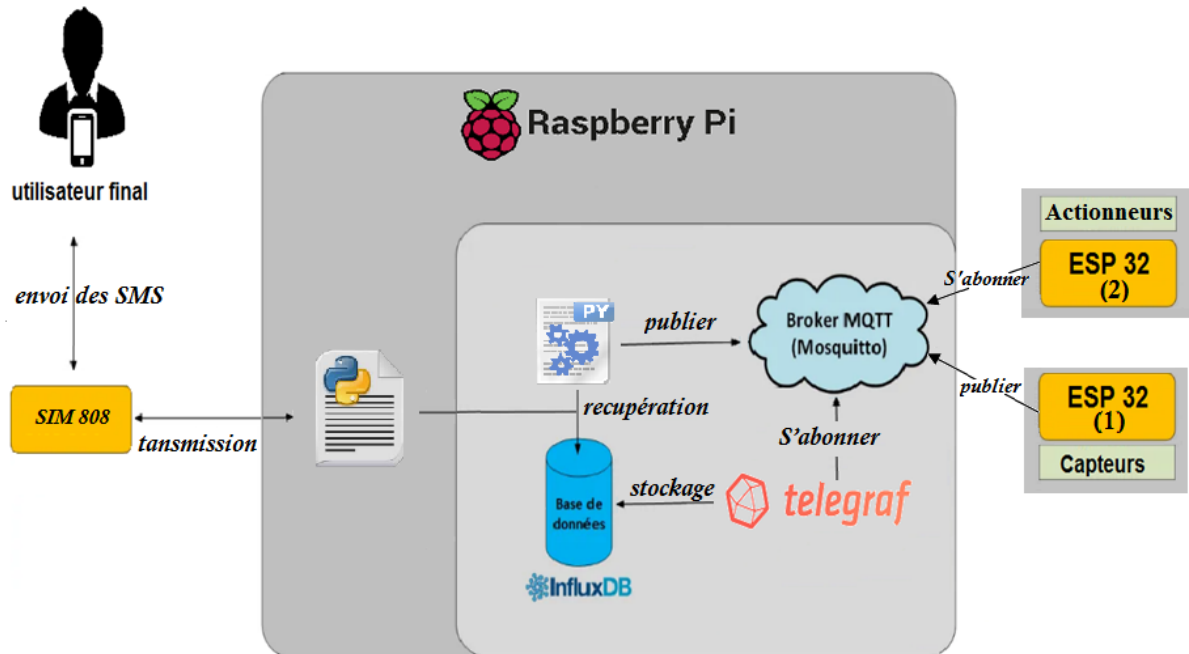 Raspberry Pi
utilisateur final
envoi des SMS
SIM 808
tansmission
PY
publier
recupération
Base de
données
InfluxDB
stockage
telegraf
S'abonner
Broker MQTT
(Mosquitto)
S'abonner
publier
Actionneurs
ESP 32
(2)
ESP 32
(1)
Capteurs